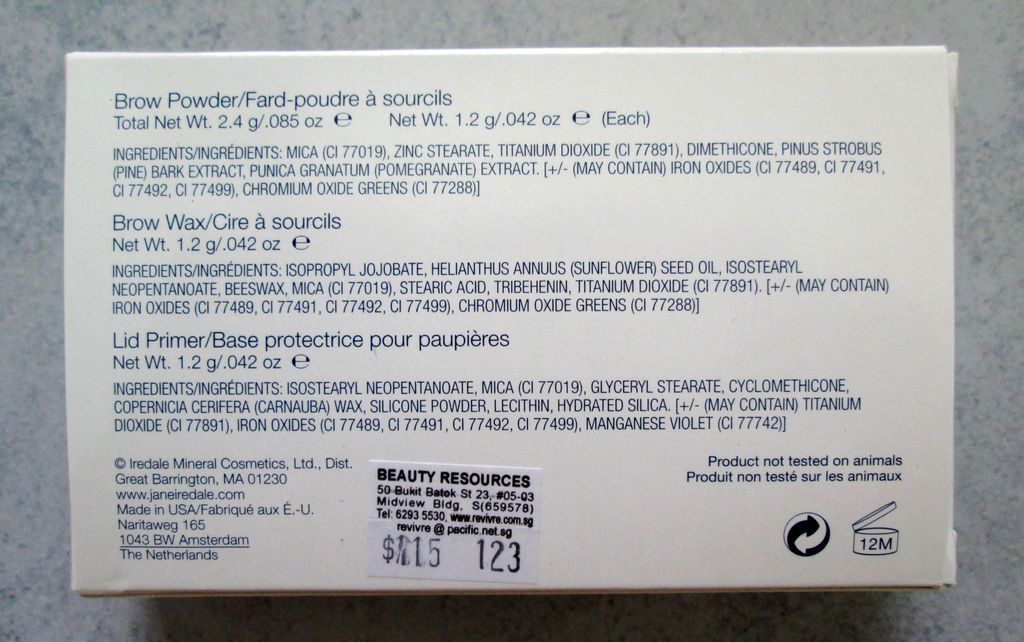 Brow Powder/Fard-poudre à sourcils
Total Net Wt. 2.4 g/.085 oz ℮ Net Wt. 1.2 g/.042 oz ℮ (Each)
INGREDIENTS/INGRÉDIENTS: MICA (CI 77019), ZINC STEARATE, TITANIUM DIOXIDE (CI 77891), DIMETHICONE, PINUS STROBUS
(PINE) BARK EXTRACT, PUNICA GRANATUM (POMEGRANATE) EXTRACT. [+/- (MAY CONTAIN) IRON OXIDES (CI 77489, CI 77491,
CI 77492, CI 77499), CHROMIUM OXIDE GREENS (CI 77288)]
Brow Wax/Cire à sourcils
Net Wt. 1.2 g/.042 oz ℮
INGREDIENTS/INGRÉDIENTS: ISOPROPYL JOJOBATE, HELIANTHUS ANNUUS (SUNFLOWER) SEED OIL, ISOSTEARYL
NEOPENTANOATE, BEESWAX, MICA (CI 77019), STEARIC ACID, TRIBEHENIN, TITANIUM DIOXIDE (CI 77891). [+/- (MAY CONTAIN)
IRON OXIDES (CI 77489, CI 77491, CI 77492, CI 77499), CHROMIUM OXIDE GREENS (CI 77288)]
Lid Primer/Base protectrice pour paupières
Net Wt. 1.2 g/.042 oz ℮
INGREDIENTS/INGRÉDIENTS: ISOSTEARYL NEOPENTANOATE, MICA (CI 77019), GLYCERYL STEARATE, CYCLOMETHICONE,
COPERNICIA CERIFERA (CARNAUBA) WAX, SILICONE POWDER, LECITHIN, HYDRATED SILICA. [+/- (MAY CONTAIN) TITANIUM
DIOXIDE (CI 77891), IRON OXIDES (CI 77489, CI 77491, CI 77492, CI 77499), MANGANESE VIOLET (CI 77742)]
© Iredale Mineral Cosmetics, Ltd., Dist.
Great Barrington, MA 01230
www.janeiredale.com
Made in USA/Fabriqué aux É.-U.
Naritaweg 165
1043 BW Amsterdam
The Netherlands
BEAUTY RESOURCES
50 Bukit Batok St 23, #05-03
Midview Bldg, S(659578)
Tel: 6293 5530, www.revivre.com.sg
revivre @ pacific.net.sg
123
Product not tested on animals
Produit non testé sur les animaux
12M